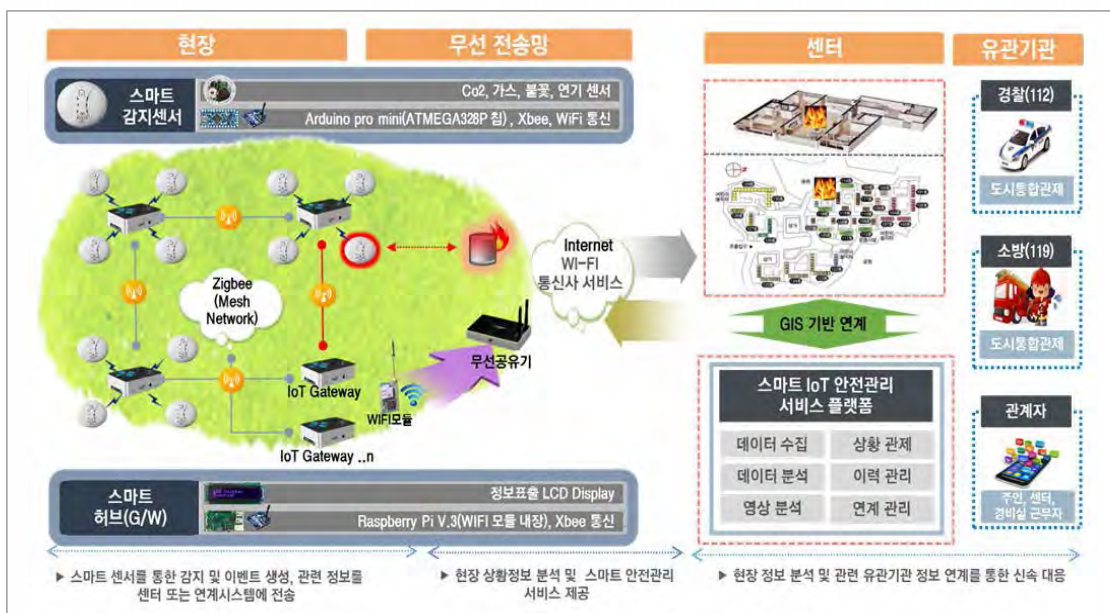 현장
무선 전송망
센터
유관기관
스마트
감지센서
Co2, 가스, 불꽃, 연기 센서
Arduino pro mini(ATMEGA328P 칩) , Xbee, WiFi 통신
Zigbee
(Mesh
Network)
IoT Gateway
IoT Gateway ..n
WIFI모듈
무선공유기
Internet
WI-FI
통신사 서비스
GIS 기반 연계
스마트 IoT 안전관리
서비스 플랫폼
데이터 수집
상황 관제
데이터 분석
이력 관리
영상 분석
연계 관리
경찰(112)
도시통합관제
소방(119)
도시통합관제
관계자
주인, 센터,
경비실 근무자
스마트
허브(G/W)
정보표출 LCD Display
Raspberry Pi V.3(WIFI 모듈 내장), Xbee 통신
▶ 스마트 센서를 통한 감지 및 이벤트 생성, 관련 정보를
센터 또는 연계시스템에 전송
▶ 현장 상황정보 분석 및 스마트 안전관리
서비스 제공
▶ 현장 정보 분석 및 관련 유관기관 정보 연계를 통한 신속 대응